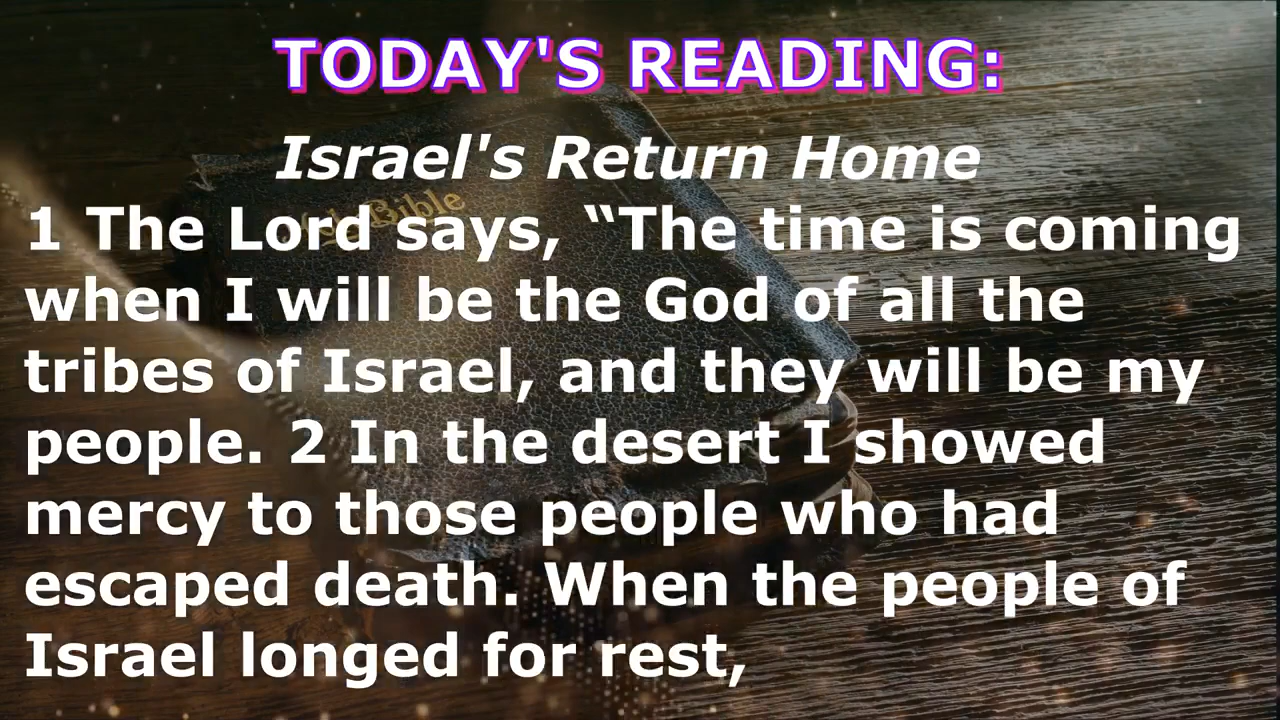 TODAY'S READING:
Israel's Return Home
Holy Bible
1 The Lord says, “The time is coming
when I will be the God of all the
tribes of Israel, and they will be my
people. 2 In the desert I showed
mercy to those people who had
escaped death. When the people of
Israel longed for rest,